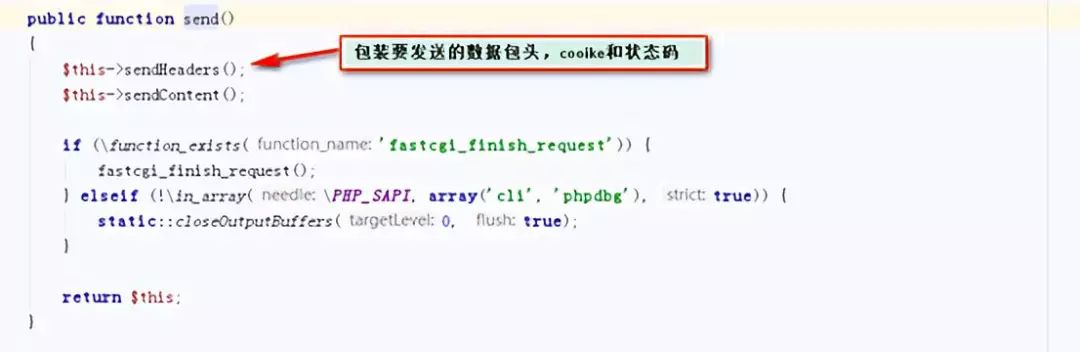 public function send()
{
包装要发送的数据包头，cooike和状态码
$this->sendHeaders();
$this->sendContent();
if (\function_exists( function_name: 'fastcgi_finish_request')) {
fastcgi_finish_request();
} elseif (!\in_array( needle: \PHP_SAPI, array('cli', 'phpdbg'), strict: true)) {
static::closeOutputBuffers( targetLevel: 0, flush: true);
}
return $this;
}